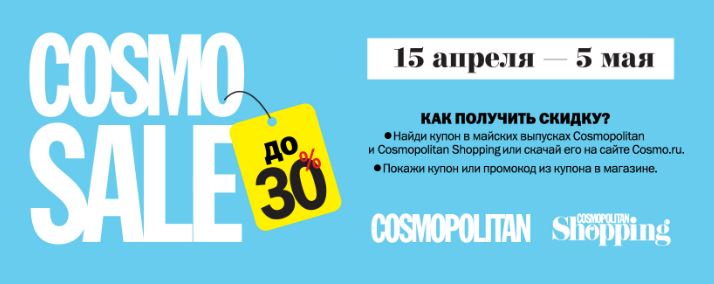 COSMO
SALE
до
30%
15 апреля — 5 мая
КАК ПОЛУЧИТЬ СКИДКУ?
●Найди купон в майских выпусках Cosmopolitan
и Cosmopolitan Shopping или скачай его на сайте Cosmo.ru.
●Покажи купон или промокод из купона в магазине.
COSMOPOLITAN
COSMOPOLITAN
Shopping